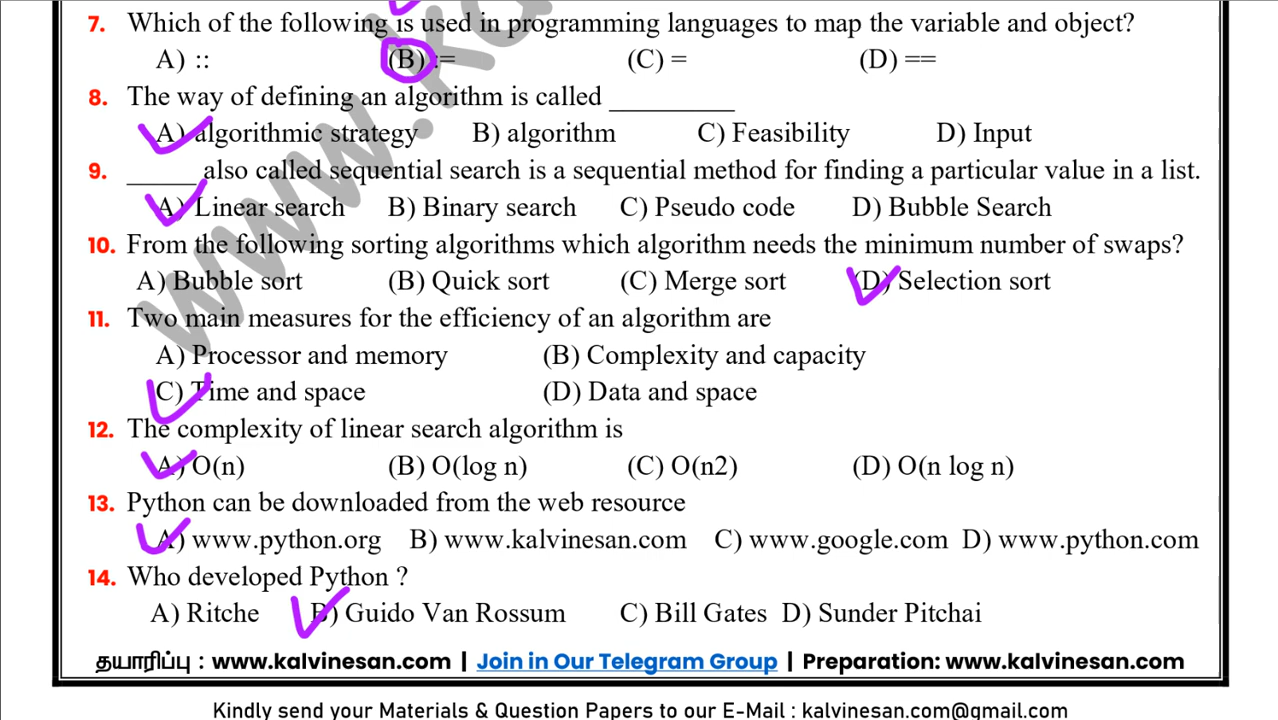 7. Which of the following is used in programming languages to map the variable and object?
A) :: (B) := (C) = (D) ==
8. The way of defining an algorithm is called _________
A) algorithmic strategy B) algorithm C) Feasibility D) Input
9. _____ also called sequential search is a sequential method for finding a particular value in a list.
A) Linear search B) Binary search C) Pseudo code D) Bubble Search
10. From the following sorting algorithms which algorithm needs the minimum number of swaps?
A) Bubble sort (B) Quick sort (C) Merge sort (D) Selection sort
11. Two main measures for the efficiency of an algorithm are
A) Processor and memory (B) Complexity and capacity
C) Time and space (D) Data and space
12. The complexity of linear search algorithm is
A) O(n) (B) O(log n) (C) O(n2) (D) O(n log n)
13. Python can be downloaded from the web resource
A) www.python.org B) www.kalvinesan.com C) www.google.com D) www.python.com
14. Who developed Python ?
A) Ritche B) Guido Van Rossum C) Bill Gates D) Sunder Pitchai
தயாரிப்பு : www.kalvinesan.com | Join in Our Telegram Group | Preparation: www.kalvinesan.com
Kindly send your Materials & Question Papers to our E-Mail : kalvinesan.com@gmail.com
www.ka